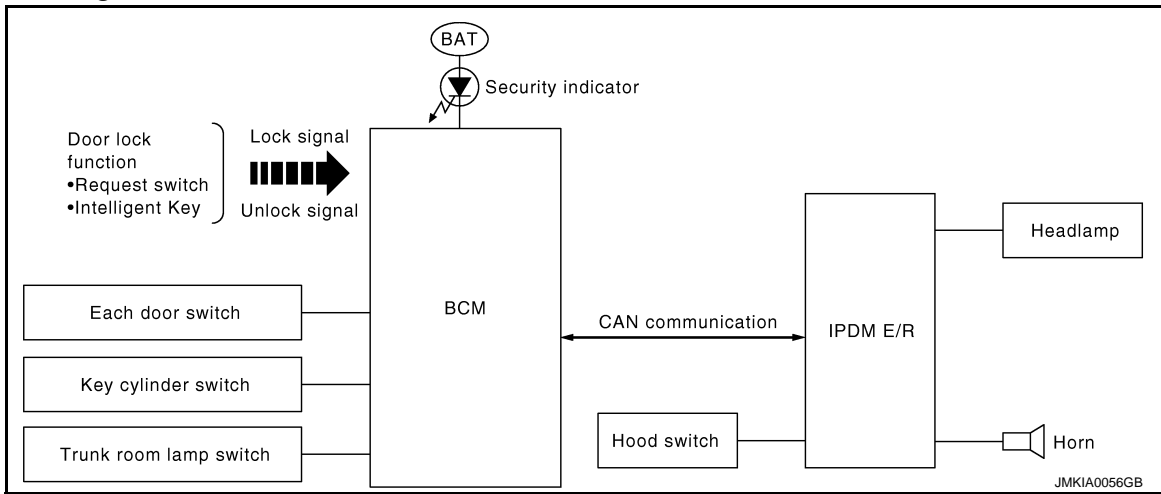 BAT
Security indicator
Door lock
function
•Request switch
•Intelligent Key
Lock signal
Unlock signal
Each door switch
Key cylinder switch
Trunk room lamp switch
BCM
CAN communication
IPDM E/R
Hood switch
Headlamp
Horn
JMKIA0056GB